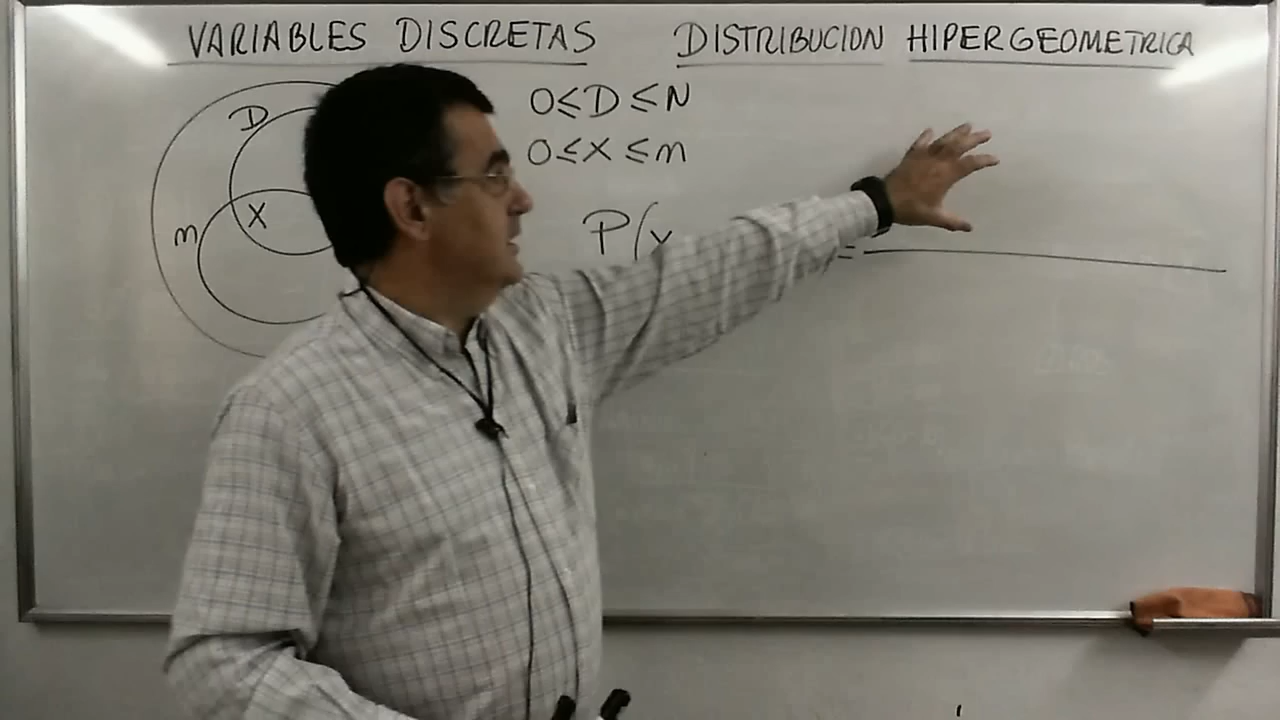 VARIABLES DISCRETAS DISTRIBUCION HIPERGEOMETRICA
D
m
X
0≤D≤N
0≤X≤m
P(x =